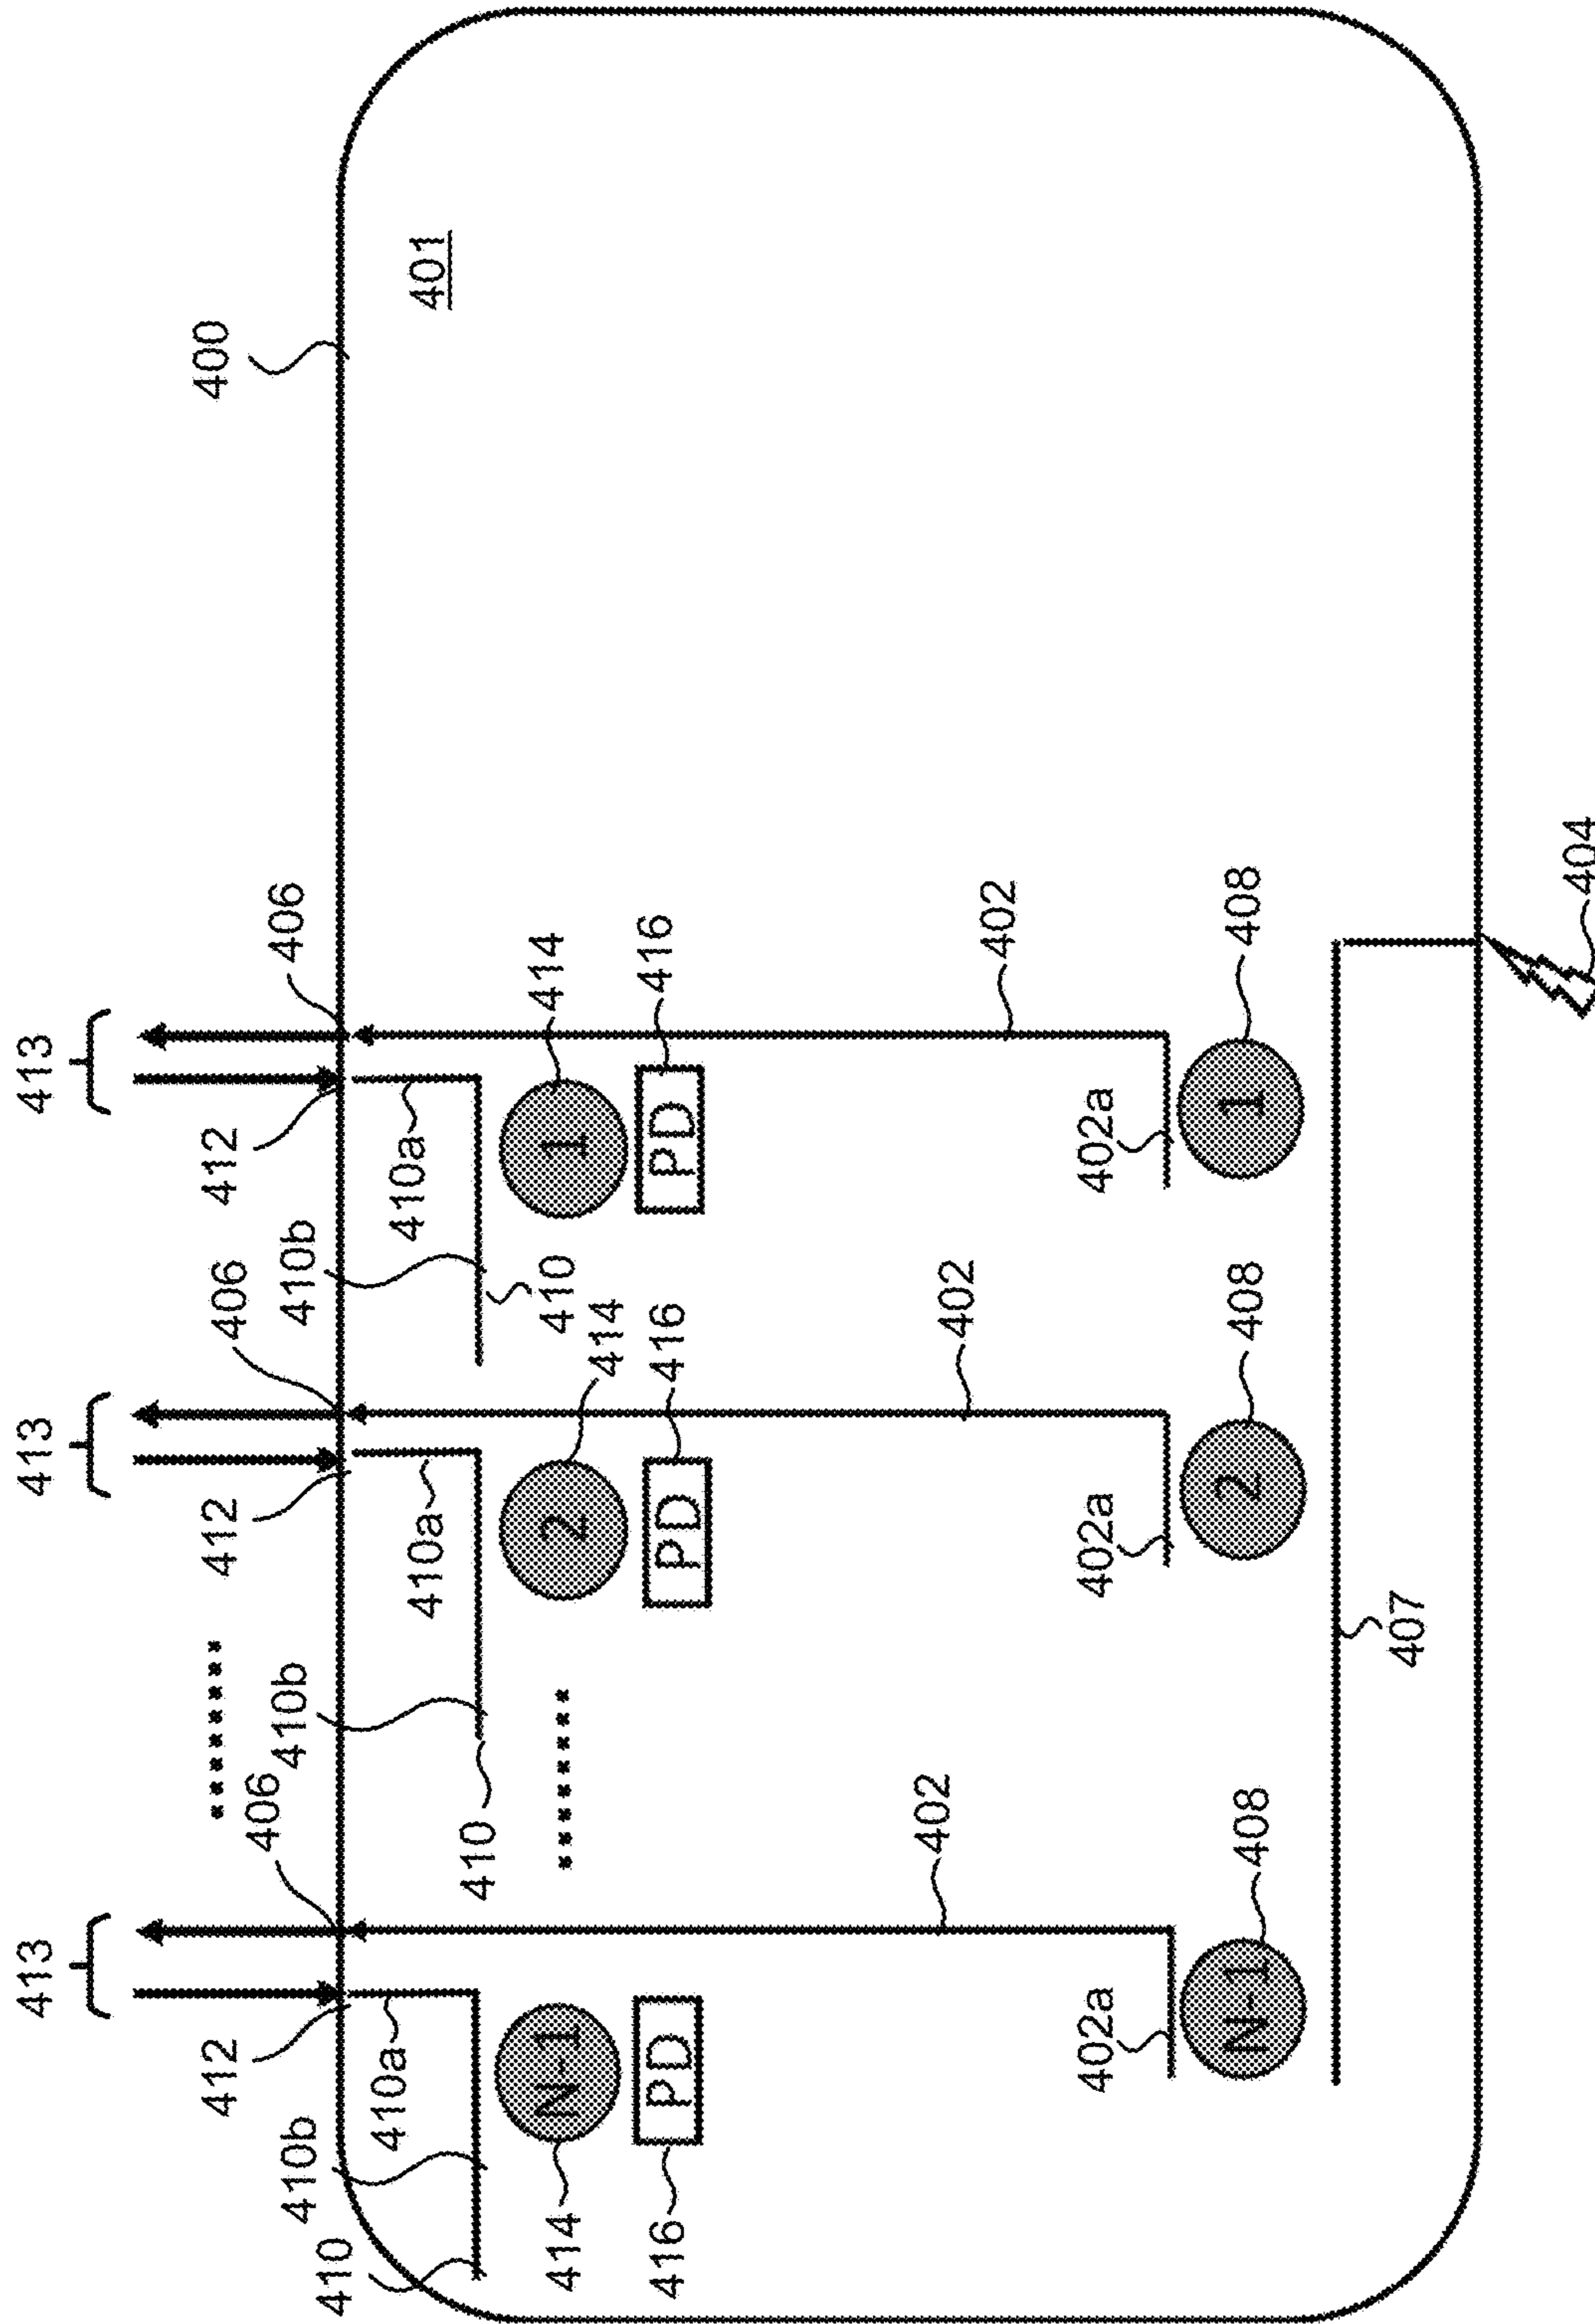 413 413 413
412 406 412 406 412 406 400
410b 410b 410b
410 410a 410a 410a 401
410 410
414 N-1 2 414 1 414
416 PD PD 416 PD 416
402 402 402
402a 402a 402a
N-1 408 2 408 1 408
407
404